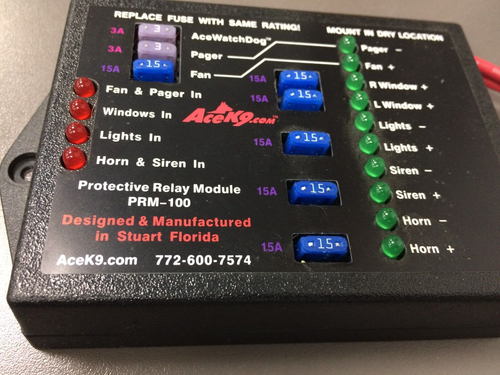 REPLACE FUSE WITH SAME RATING!
MOUNT IN DRY LOCATION
3A 3 AceWatchDog™
3A 3 Pager
15A 15 Fan
Pager −
Fan +
R Window +
L Window +
Lights −
Lights +
Siren −
Siren +
Horn −
Horn +
Fan & Pager In
Windows In
Lights In
Horn & Siren In
15A 15
15
AceK9.com™
15A 15
15A 15
15A 15
Protective Relay Module
PRM-100
Designed & Manufactured
in Stuart Florida
AceK9.com 772-600-7574